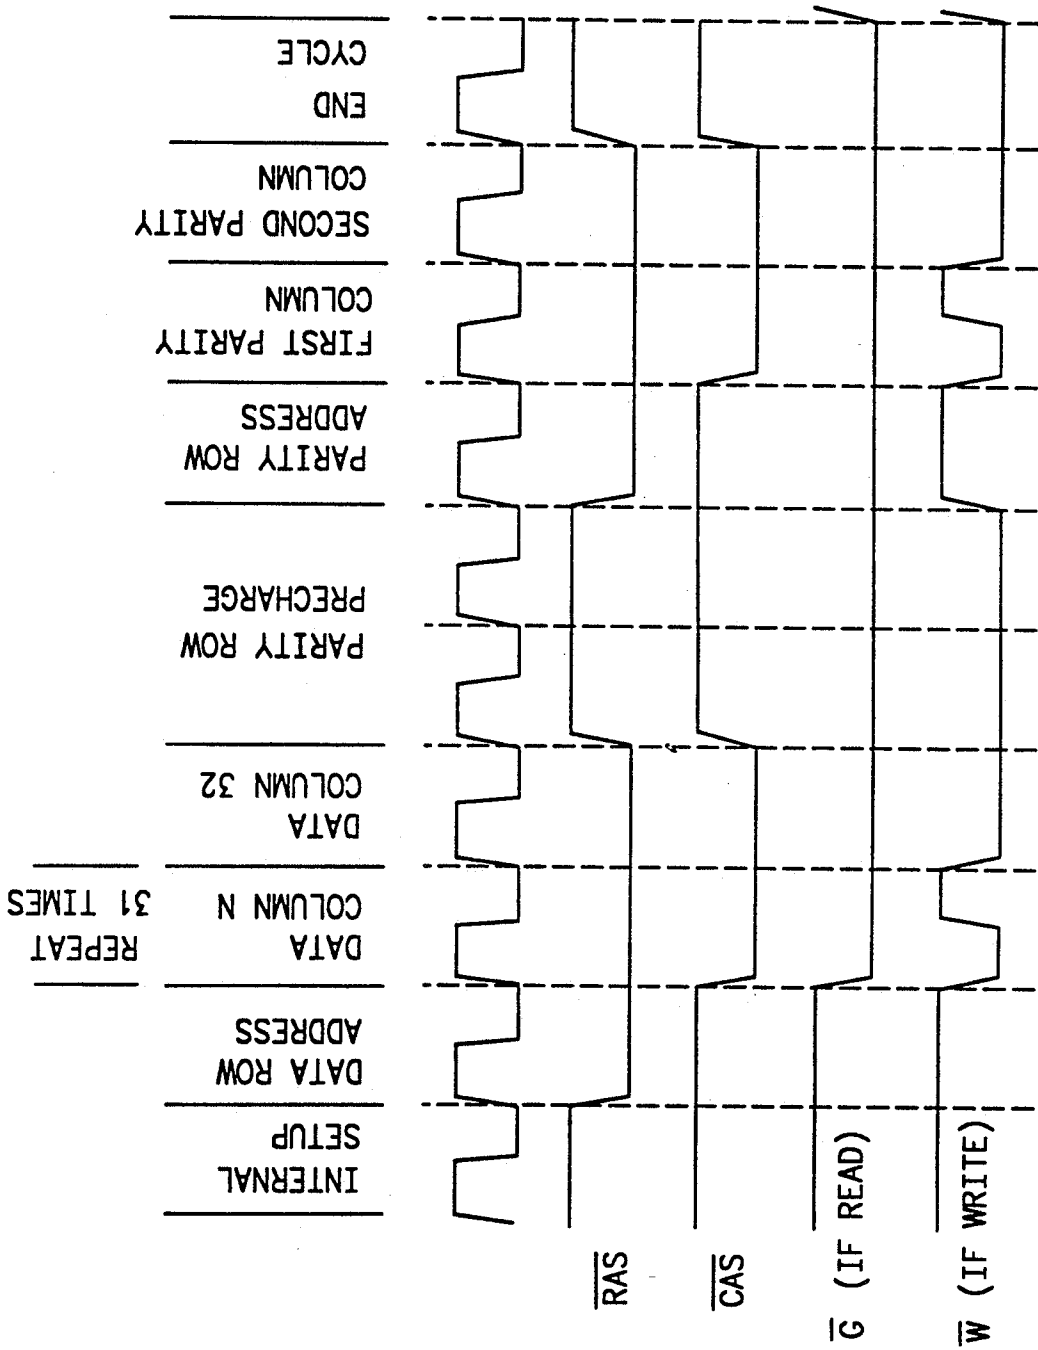 CYCLE
END
COLUMN
SECOND PARITY
COLUMN
FIRST PARITY
ADDRESS
PARITY ROW
PRECHARGE
PARITY ROW
COLUMN 32
DATA
31 TIMES
REPEAT
COLUMN N
DATA
ADDRESS
DATA ROW
SETUP
INTERNAL
RAS
CAS
G (IF READ)
W (IF WRITE)